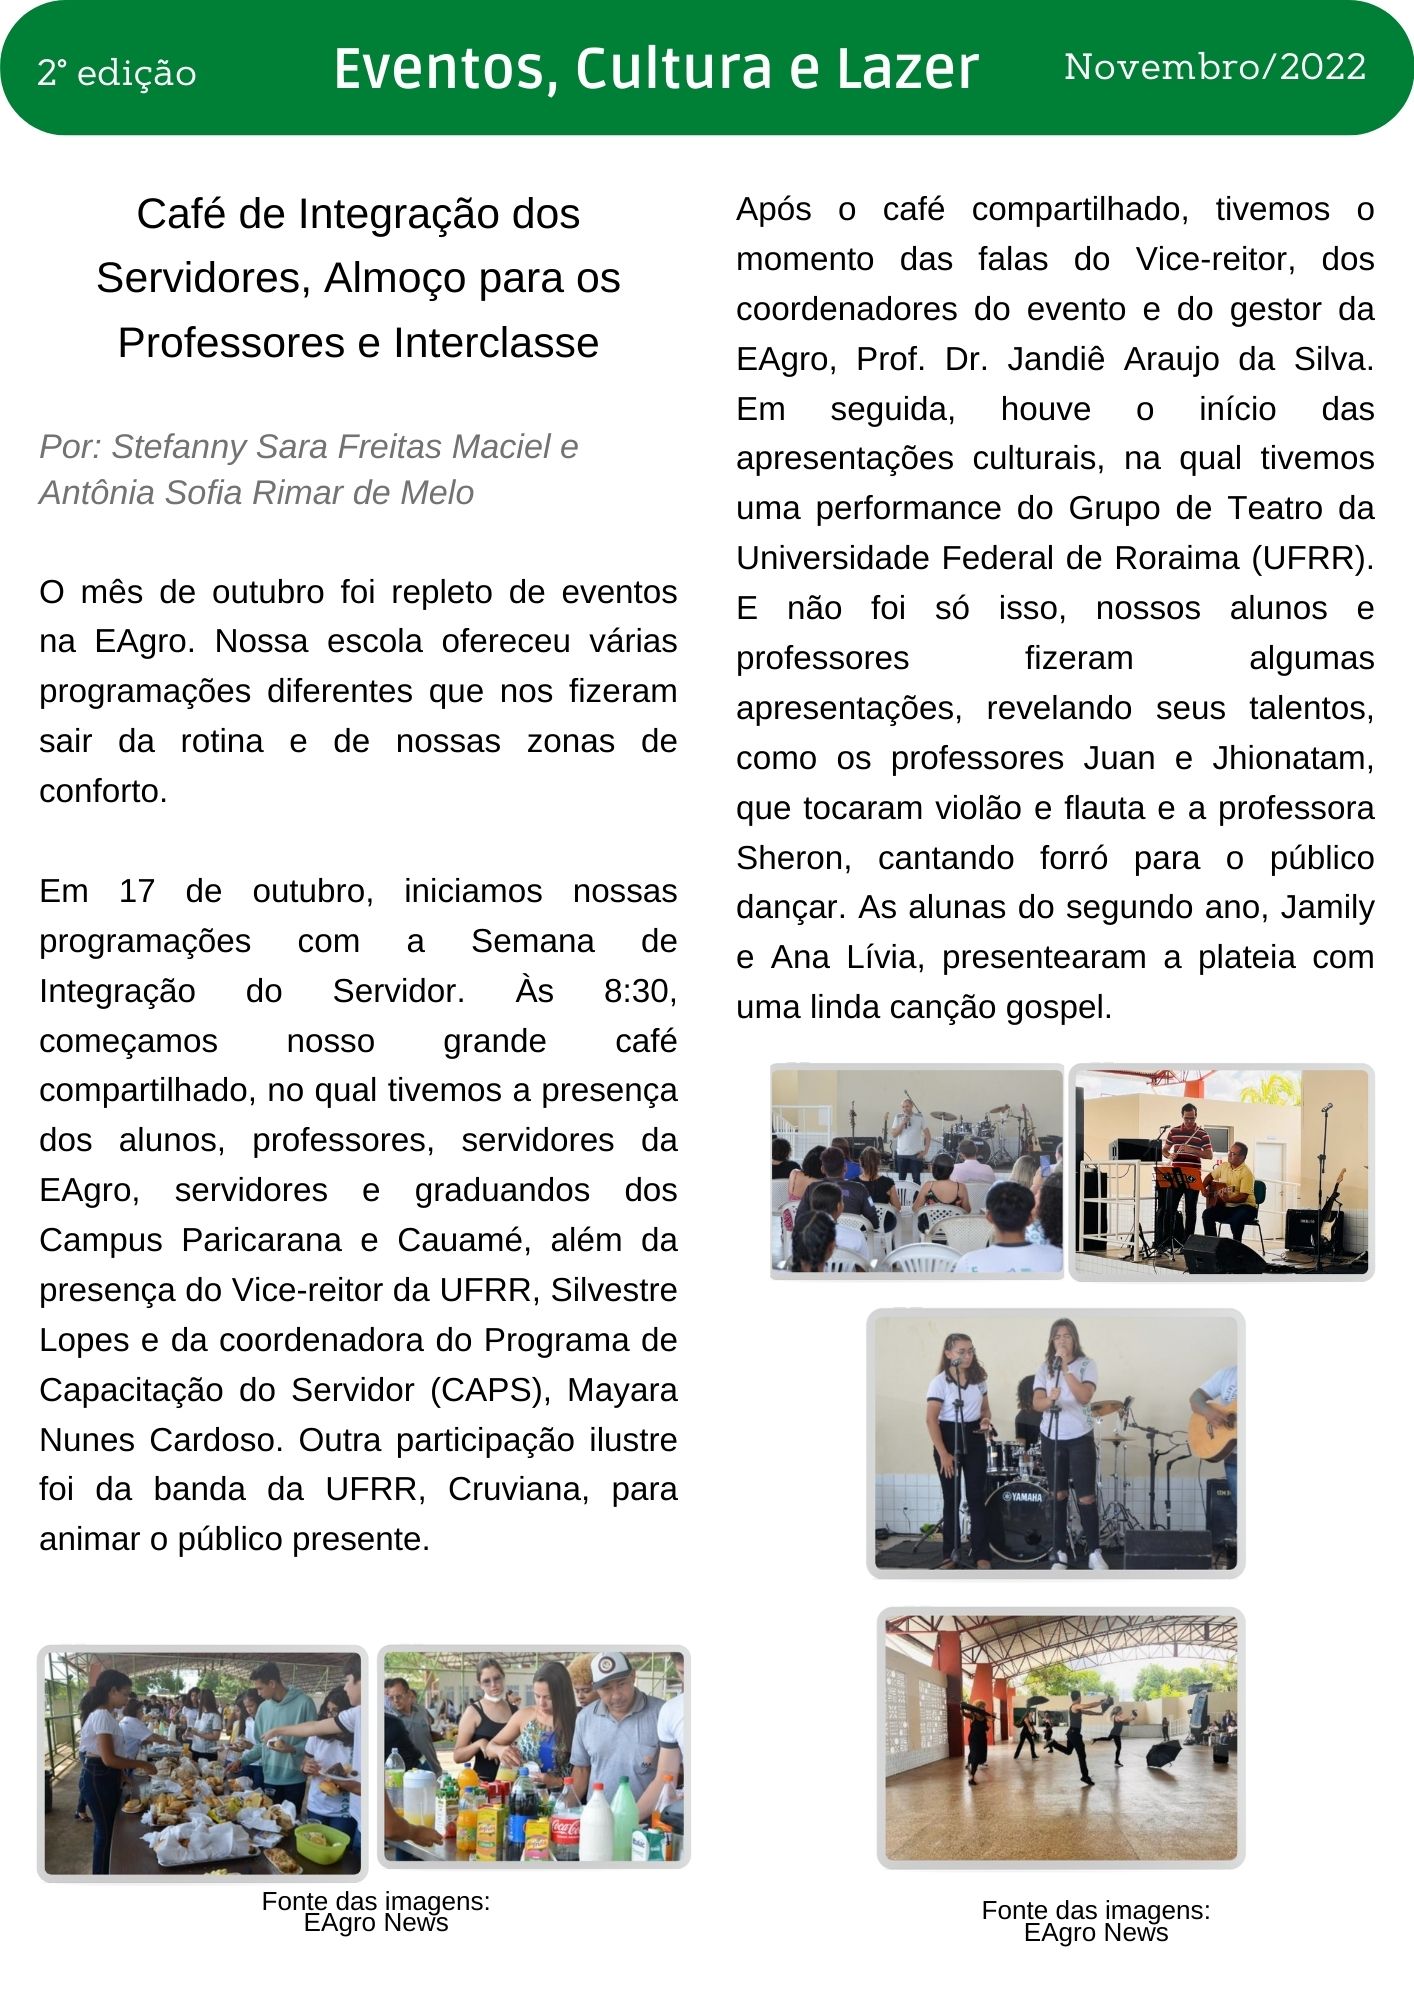 2° edição
Eventos, Cultura e Lazer
Novembro/2022
Café de Integração dos
Servidores, Almoço para os
Professores e Interclasse
Por: Stefanny Sara Freitas Maciel e
Antônia Sofia Rimar de Melo
O mês de outubro foi repleto de eventos
na EAgro. Nossa escola ofereceu várias
programações diferentes que nos fizeram
sair da rotina e de nossas zonas de
conforto.
Em 17 de outubro, iniciamos nossas
programações com a Semana de
Integração do Servidor. Às 8:30,
começamos nosso grande café
compartilhado, no qual tivemos a presença
dos alunos, professores, servidores da
EAgro, servidores e graduandos dos
Campus Paricarana e Cauamé, além da
presença do Vice-reitor da UFRR, Silvestre
Lopes e da coordenadora do Programa de
Capacitação do Servidor (CAPS), Mayara
Nunes Cardoso. Outra participação ilustre
foi da banda da UFRR, Cruviana, para
animar o público presente.
Fonte das imagens:
EAgro News
Após o café compartilhado, tivemos o
momento das falas do Vice-reitor, dos
coordenadores do evento e do gestor da
EAgro, Prof. Dr. Jandiê Araujo da Silva.
Em seguida, houve o início das
apresentações culturais, na qual tivemos
uma performance do Grupo de Teatro da
Universidade Federal de Roraima (UFRR).
E não foi só isso, nossos alunos e
professores fizeram algumas
apresentações, revelando seus talentos,
como os professores Juan e Jhionatam,
que tocaram violão e flauta e a professora
Sheron, cantando forró para o público
dançar. As alunas do segundo ano, Jamily
e Ana Lívia, presentearam a plateia com
uma linda canção gospel.
YAMAHA
Fonte das imagens:
EAgro News